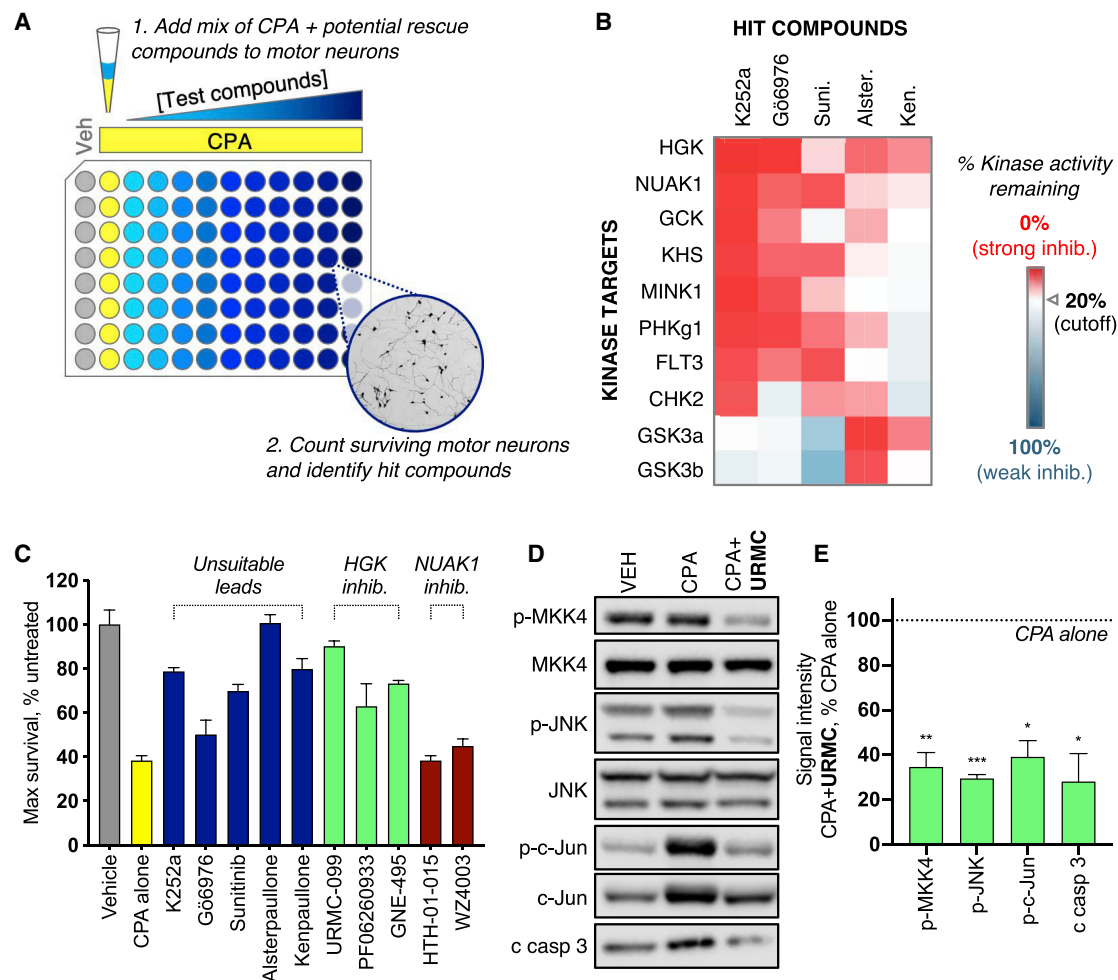 A
1. Add mix of CPA + potential rescue
compounds to motor neurons
[Test compounds]
Veh
CPA
2. Count surviving motor neurons
and identify hit compounds
B
HIT COMPOUNDS
K252a
Gö6976
Suni.
Alster.
Ken.
KINASE TARGETS
HGK
NUAK1
GCK
KHS
MINK1
PHKg1
FLT3
CHK2
GSK3a
GSK3b
% Kinase activity
remaining
0%
(strong inhib.)
20%
(cutoff)
100%
(weak inhib.)
C
Unsuitable
leads
HGK
inhib.
NUAK1
inhib.
Max survival, % untreated
120
100
80
60
40
20
0
Vehicle
CPA alone
K252a
Gö6976
Sunitinib
Alsterpaullone
Kenpaullone
URMC-099
PF06260933
GNE-495
HTH-01-015
WZ4003
D
VEH
CPA
CPA+
URMC
p-MKK4
MKK4
p-JNK
JNK
p-c-Jun
c-Jun
c casp 3
E
Signal intensity
CPA+URMC, % CPA alone
100
80
60
40
20
0
CPA alone
**
***
*
*
p-MKK4
p-JNK
p-c-Jun
c casp 3